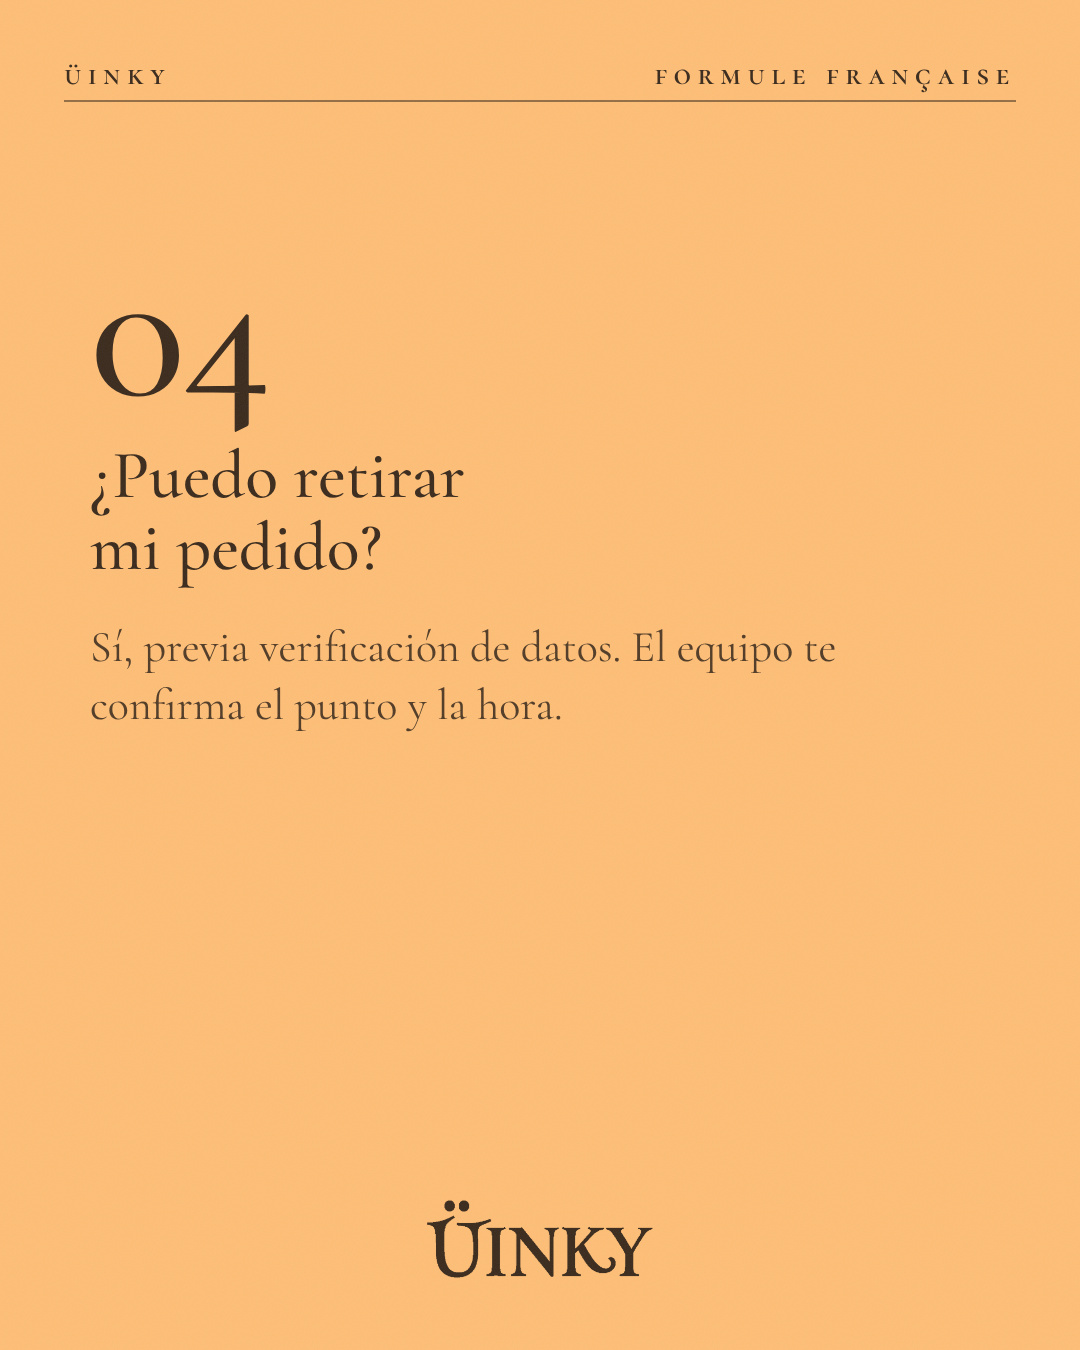 ÜINKY
FORMULE FRANÇAISE
04
¿Puedo retirar
mi pedido?
Sí, previa verificación de datos. El equipo te
confirma el punto y la hora.
ÜINKY